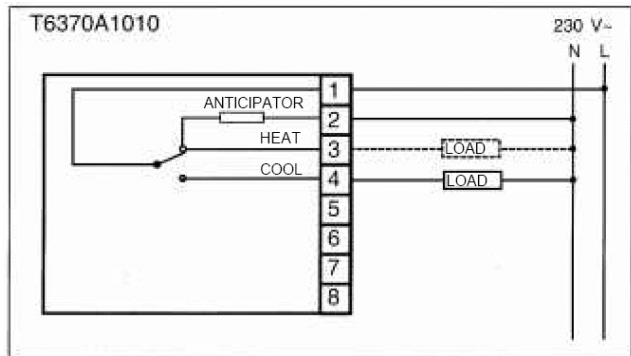 T6370A1010
230 V~
N L
1
ANTICIPATOR
2
HEAT
3
LOAD
COOL
4
LOAD
5
6
7
8